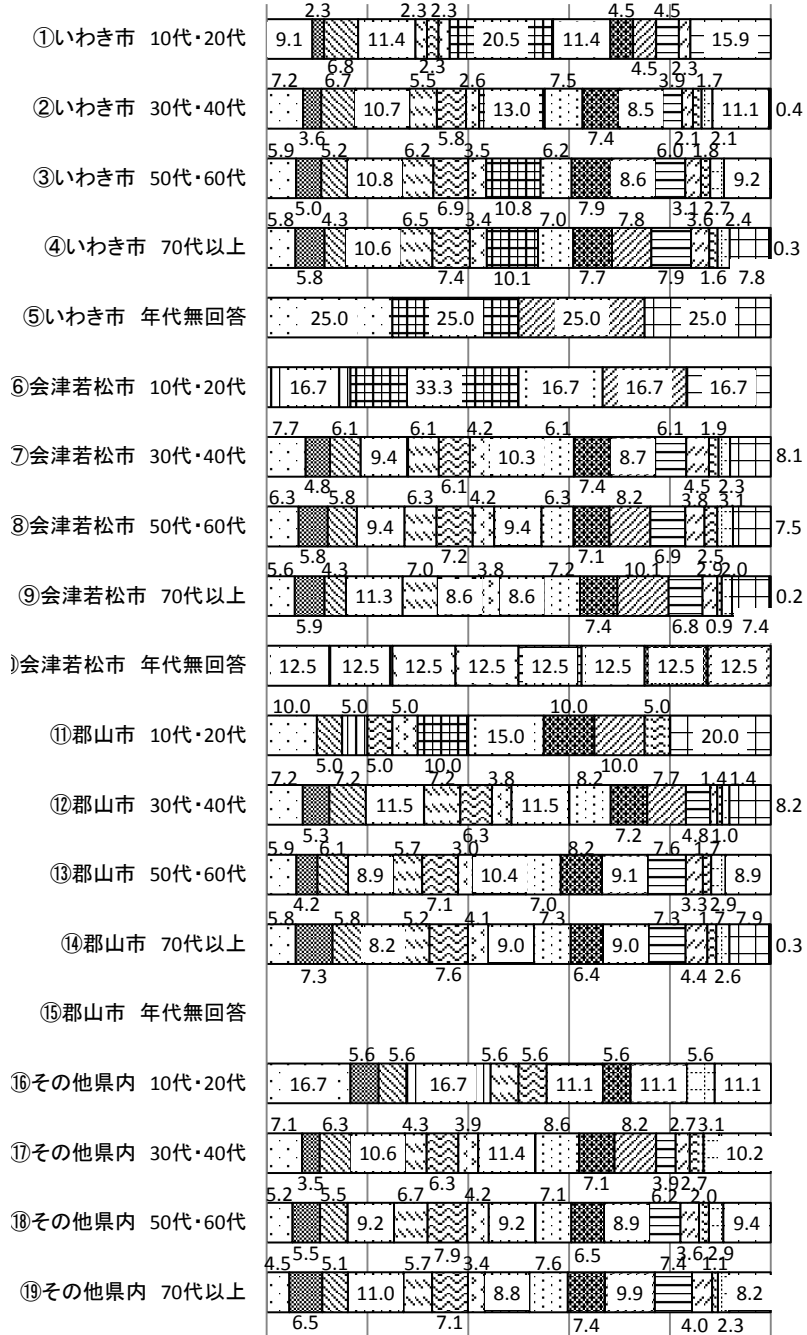 2.3 2.3 2.3 4.5 4.5
①いわき市 10代・20代 9.1 11.4 20.5 11.4 15.9
6.8 2.3 4.5 2.3
7.2 6.7 5.5 2.6 7.5 3.9 1.7
②いわき市 30代・40代 10.7 13.0 8.5 11.1 0.4
3.6 5.8 7.4 2.1 2.1
5.9 5.2 6.2 3.5 6.2 6.0 1.8
③いわき市 50代・60代 10.8 8.6 9.2
5.0 6.9 10.8 7.9 3.1 2.7
5.8 4.3 6.5 3.4 7.0 7.8 3.6 2.4
④いわき市 70代以上 10.6 0.3
5.8 7.4 10.1 7.7 7.9 1.6 7.8
⑤いわき市 年代無回答 25.0 25.0 25.0 25.0
⑥会津若松市 10代・20代 16.7 33.3 16.7 16.7 16.7
7.7 6.1 6.1 4.2 6.1 6.1 1.9
⑦会津若松市 30代・40代 9.4 10.3 8.7 8.1
4.8 6.1 7.4 4.5 2.3
6.3 5.8 6.3 4.2 6.3 8.2 3.8 3.1
⑧会津若松市 50代・60代 9.4 9.4 7.5
5.8 7.2 7.1 6.9 2.5
5.6 4.3 7.0 3.8 7.2 10.1 2.9 2.0
⑨会津若松市 70代以上 11.3 8.6 8.6 0.2
5.9 7.4 6.8 0.9 7.4
会津若松市 年代無回答 12.5 12.5 12.5 12.5 12.5 12.5 12.5 12.5
10.0 5.0 5.0 10.0 5.0
⑪郡山市 10代・20代 15.0 20.0
5.0 5.0 10.0 10.0
7.2 7.2 7.2 3.8 8.2 7.7 1.4 1.4
⑫郡山市 30代・40代 11.5 11.5 8.2
5.3 6.3 7.2 4.8 1.0
5.9 6.1 5.7 3.0 8.2 7.6 1.7
⑬郡山市 50代・60代 8.9 10.4 9.1 8.9
4.2 7.1 7.0 3.3 2.9
5.8 5.8 5.2 4.1 7.3 7.3 1.7 7.9
⑭郡山市 70代以上 8.2 9.0 9.0 0.3
7.3 7.6 6.4 4.4 2.6
⑮郡山市 年代無回答
5.6 5.6 5.6 5.6 5.6 5.6
⑯その他県内 10代・20代 16.7 16.7 11.1 11.1 11.1
7.1 6.3 4.3 3.9 8.6 8.2 2.7 3.1
⑰その他県内 30代・40代 10.6 11.4 10.2
3.5 6.3 7.1 3.9 2.7
5.2 5.5 6.7 4.2 7.1 6.2 2.0
⑱その他県内 50代・60代 9.2 9.2 8.9 9.4
5.5 7.9 6.5 3.6 2.9
4.5 5.1 5.7 3.4 7.6 7.4 1.1
⑲その他県内 70代以上 11.0 8.8 9.9 8.2
6.5 7.1 7.4 4.0 2.3